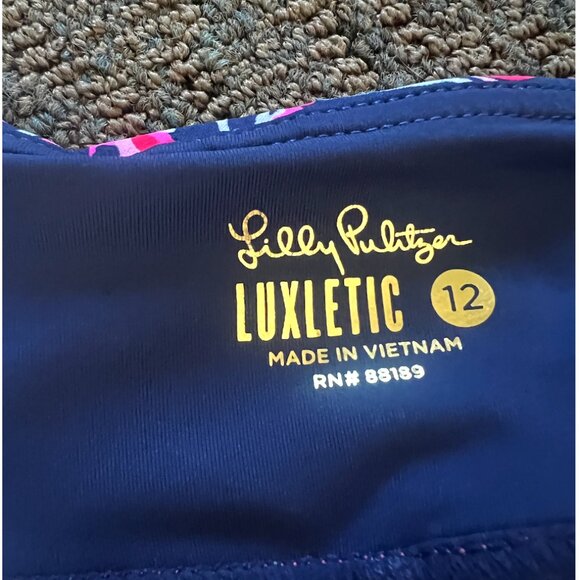 Lilly Pulitzer
LUXLETIC 12
MADE IN VIETNAM
RN# 88189